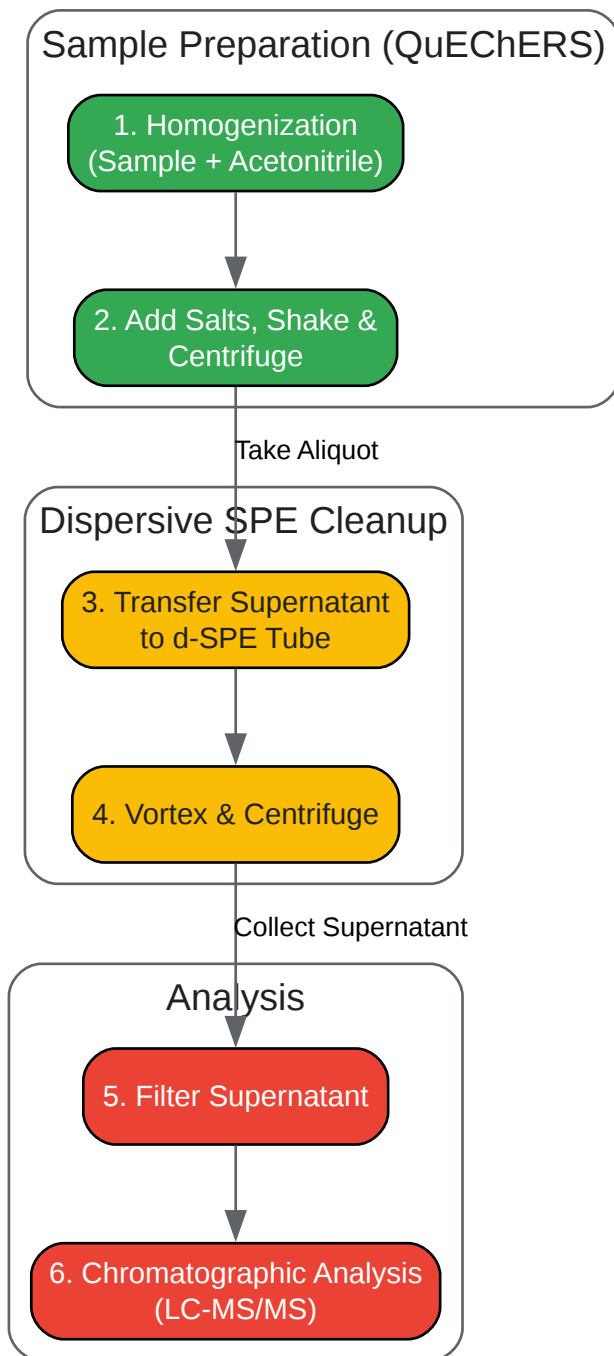 Sample Preparation (QuEChERS)
1. Homogenization
(Sample + Acetonitrile)
2. Add Salts, Shake &
Centrifuge
Take Aliquot
Dispersive SPE Cleanup
3. Transfer Supernatant
to d-SPE Tube
4. Vortex & Centrifuge
Collect Supernatant
Analysis
5. Filter Supernatant
6. Chromatographic Analysis
(LC-MS/MS)